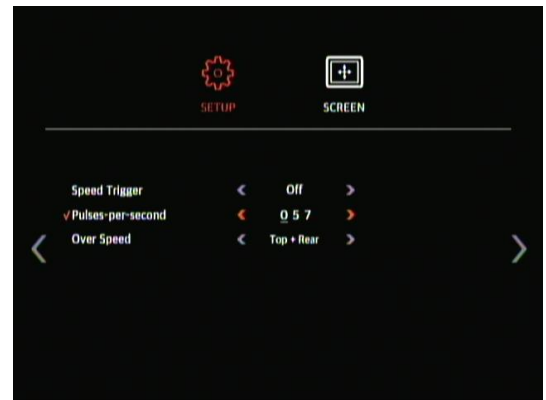 SETUP SCREEN
Speed Trigger Off
√ Pulses-per-second 0 5 7
Over Speed Top + Rear